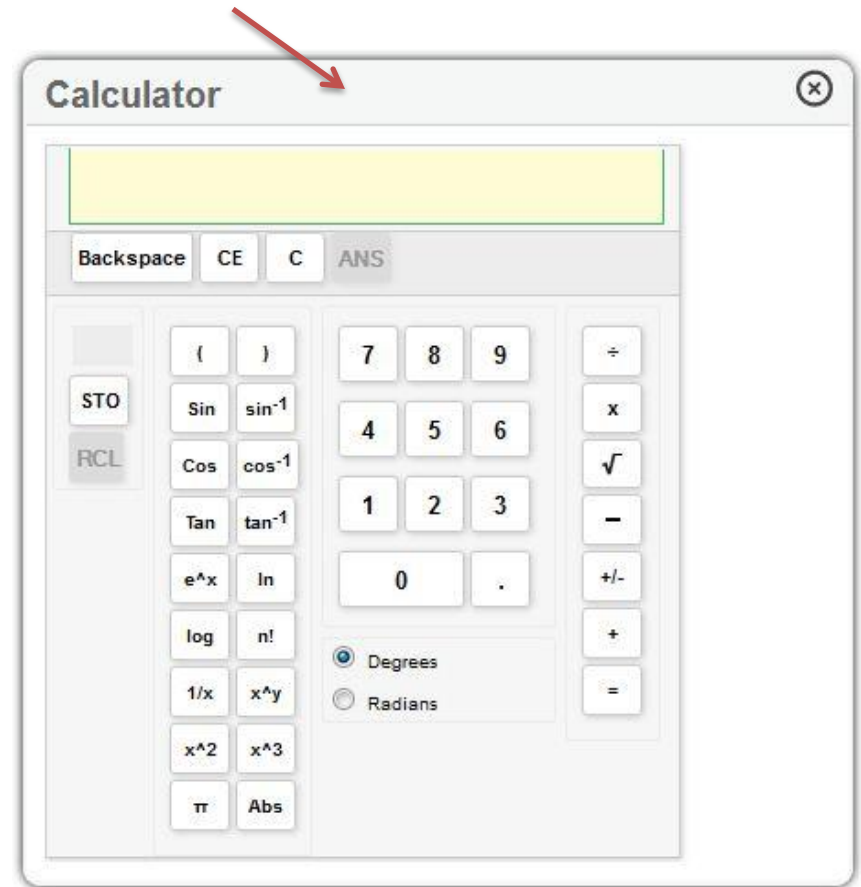 Calculator
Backspace CE C ANS
( ) 7 8 9 ÷
STO Sin sin-1 4 5 6 x
RCL Cos cos-1 √
Tan tan-1 1 2 3 −
e^x ln 0 . +/-
log n! +
Degrees
1/x x^y =
Radians
x^2 x^3
π Abs